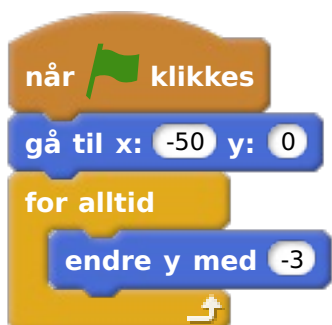 når klikkes
gå til x: -50 y: 0
for alltid
endre y med -3